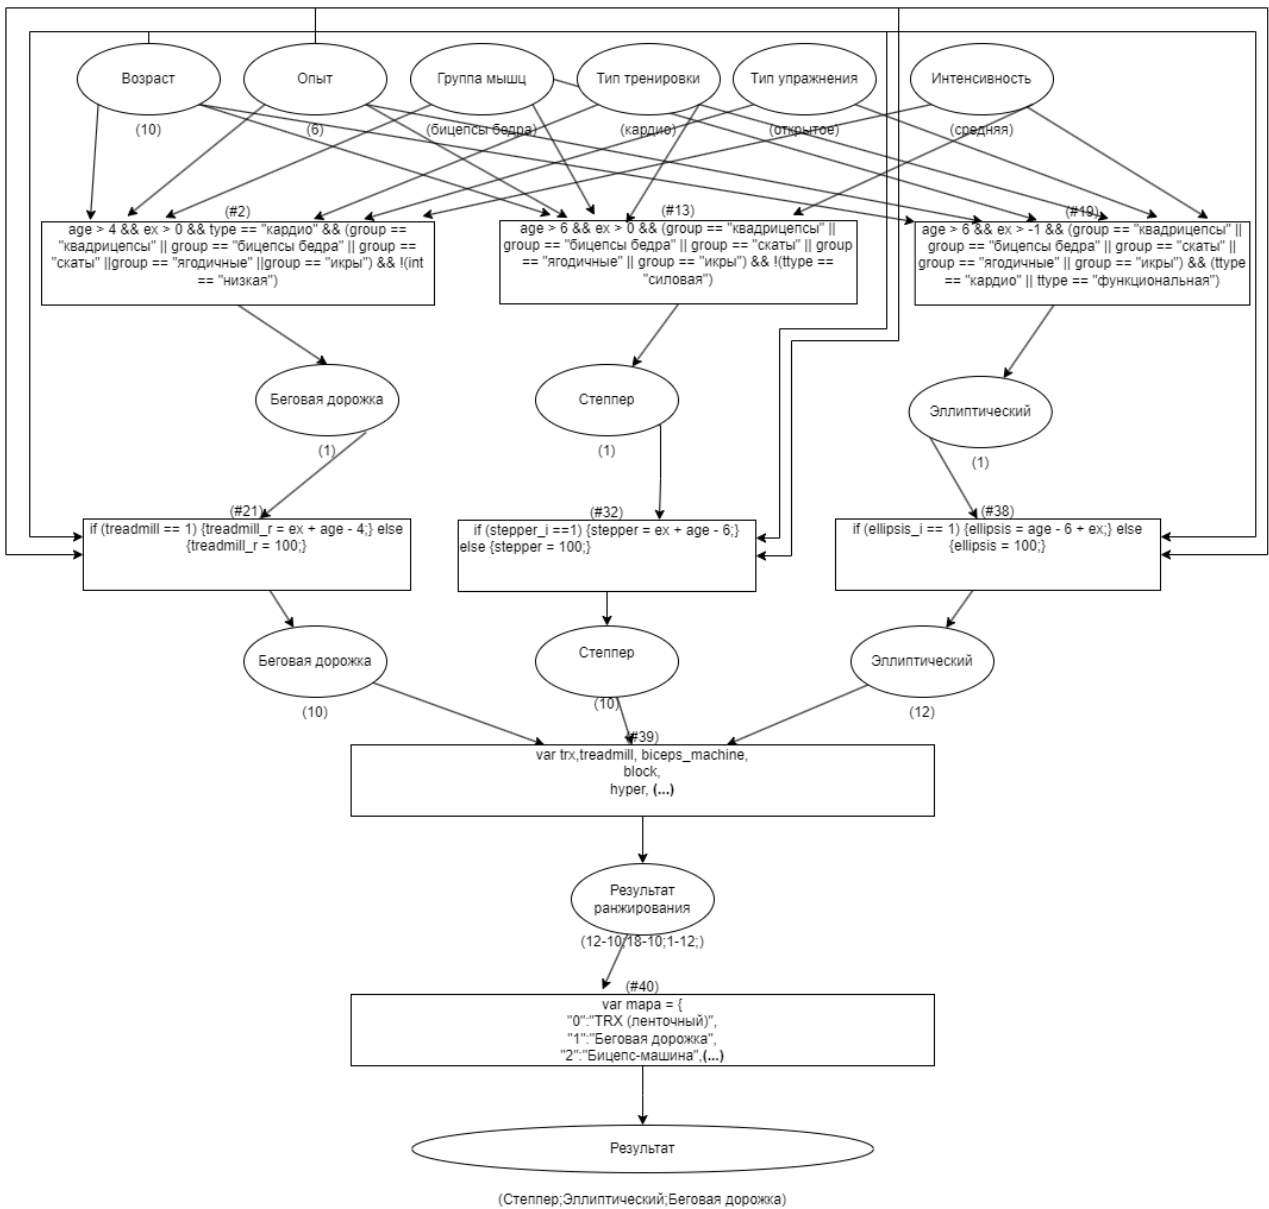 Возраст
Опыт
Группа мышц
Тип тренировки
Тип упражнения
Интенсивность
(10)
(6)
(бицепсы бедра)
(кардио)
(открытое)
(средняя)
(#2)
age > 4 && ex > 0 && type == "кардио" && (group ==
"квадрицепсы" || group == "бицепсы бедра" || group ==
"скаты" ||group == "ягодичные" ||group == "икры") && !(int
== "низкая")
(#13)
age > 6 && ex > 0 && (group == "квадрицепсы" ||
group == "бицепсы бедра" || group == "скаты" || group
== "ягодичные" || group == "икры") && !(ttype ==
"силовая")
(#19)
age > 6 && ex > -1 && (group == "квадрицепсы" ||
group == "бицепсы бедра" || group == "скаты" ||
group == "ягодичные" || group == "икры") && (ttype
== "кардио" || ttype == "функциональная")
Беговая дорожка
(1)
Степпер
(1)
Эллиптический
(1)
(#21)
if (treadmill == 1) {treadmill_r = ex + age - 4;} else
{treadmill_r = 100;}
(#32)
if (stepper_i ==1) {stepper = ex + age - 6;}
else {stepper = 100;}
(#38)
if (ellipsis_i == 1) {ellipsis = age - 6 + ex;} else
{ellipsis = 100;}
Беговая дорожка
(10)
Степпер
(10)
Эллиптический
(12)
(#39)
var trx,treadmill, biceps_machine,
block,
hyper, (...)
Результат
ранжирования
(12-10;18-10;1-12;)
(#40)
var mapa = {
"0":"TRX (ленточный)",
"1":"Беговая дорожка",
"2":"Бицепс-машина",(...)
Результат
(Степпер;Эллиптический;Беговая дорожка)